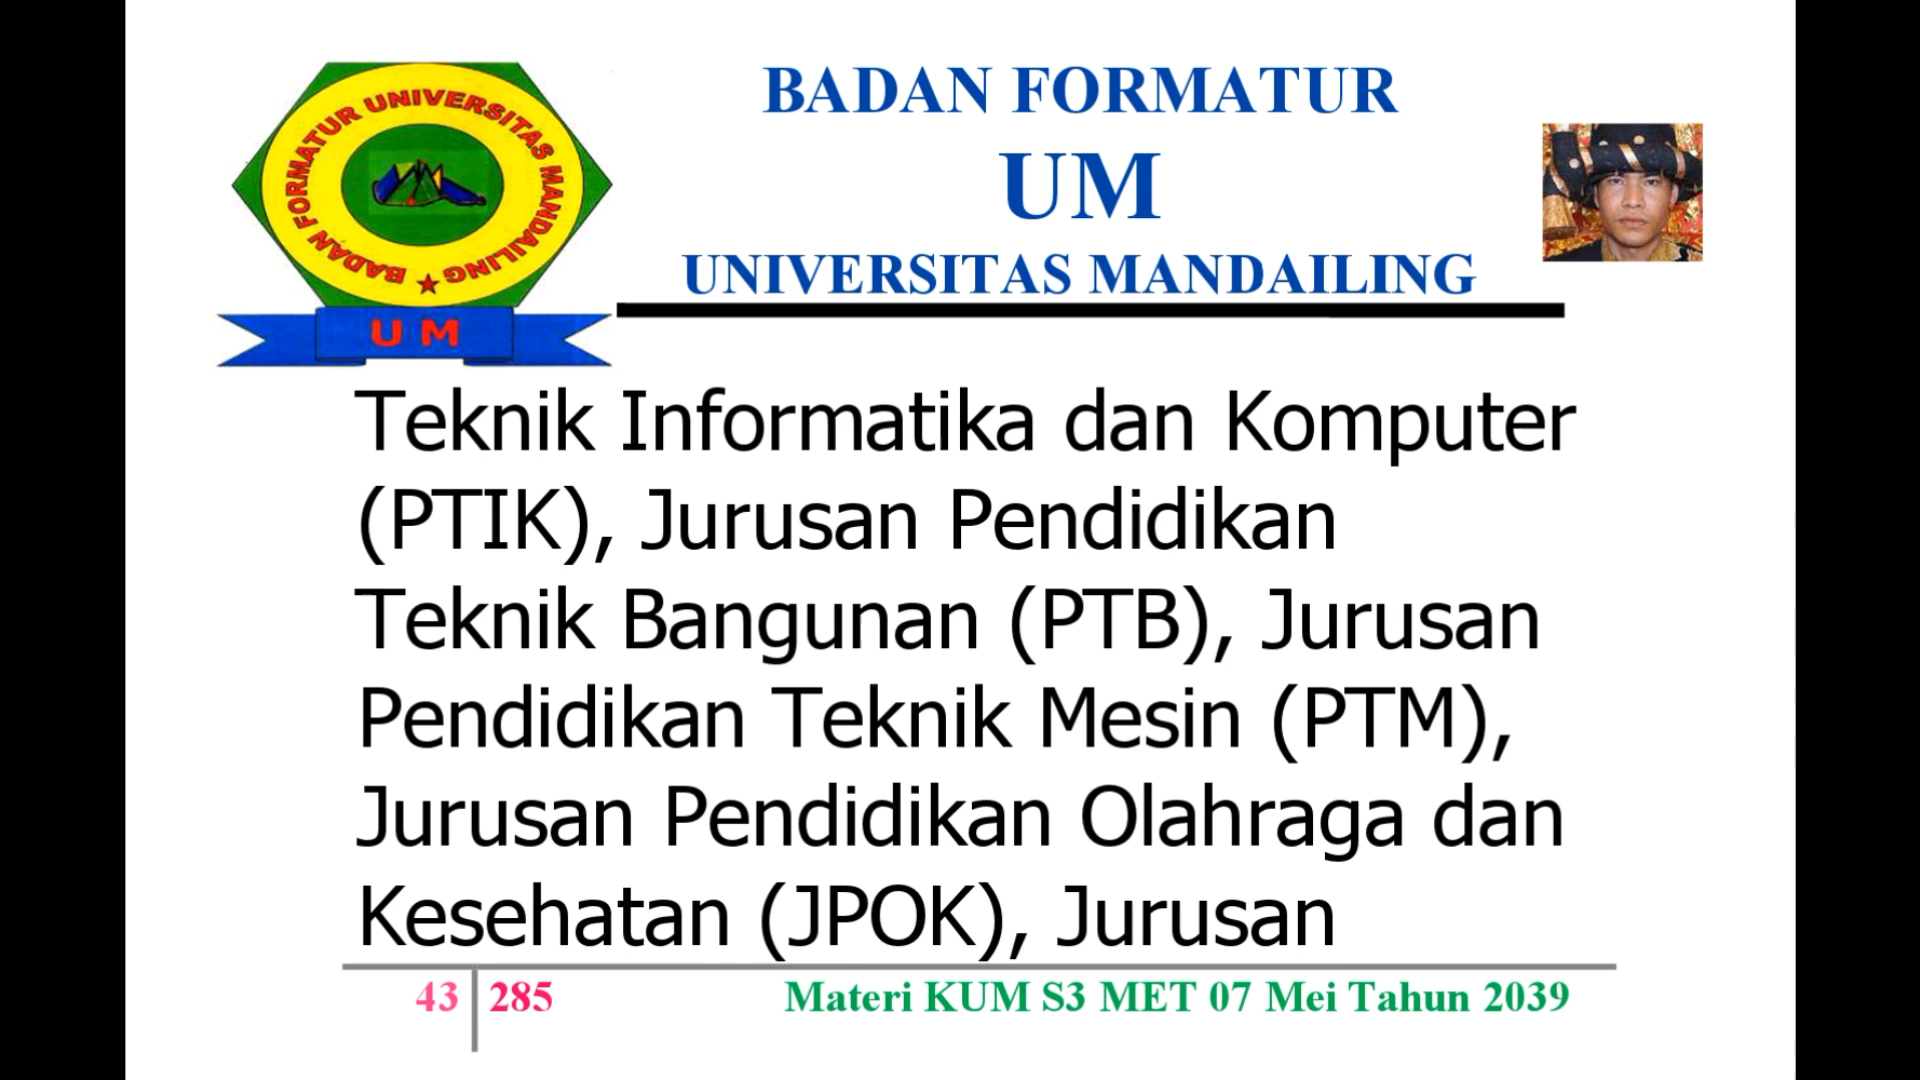 BADAN FORMATUR UNIVERSITAS MANDAILING
U M
BADAN FORMATUR
UM
UNIVERSITAS MANDAILING
Teknik Informatika dan Komputer
(PTIK), Jurusan Pendidikan
Teknik Bangunan (PTB), Jurusan
Pendidikan Teknik Mesin (PTM),
Jurusan Pendidikan Olahraga dan
Kesehatan (JPOK), Jurusan
43 285
Materi KUM S3 MET 07 Mei Tahun 2039